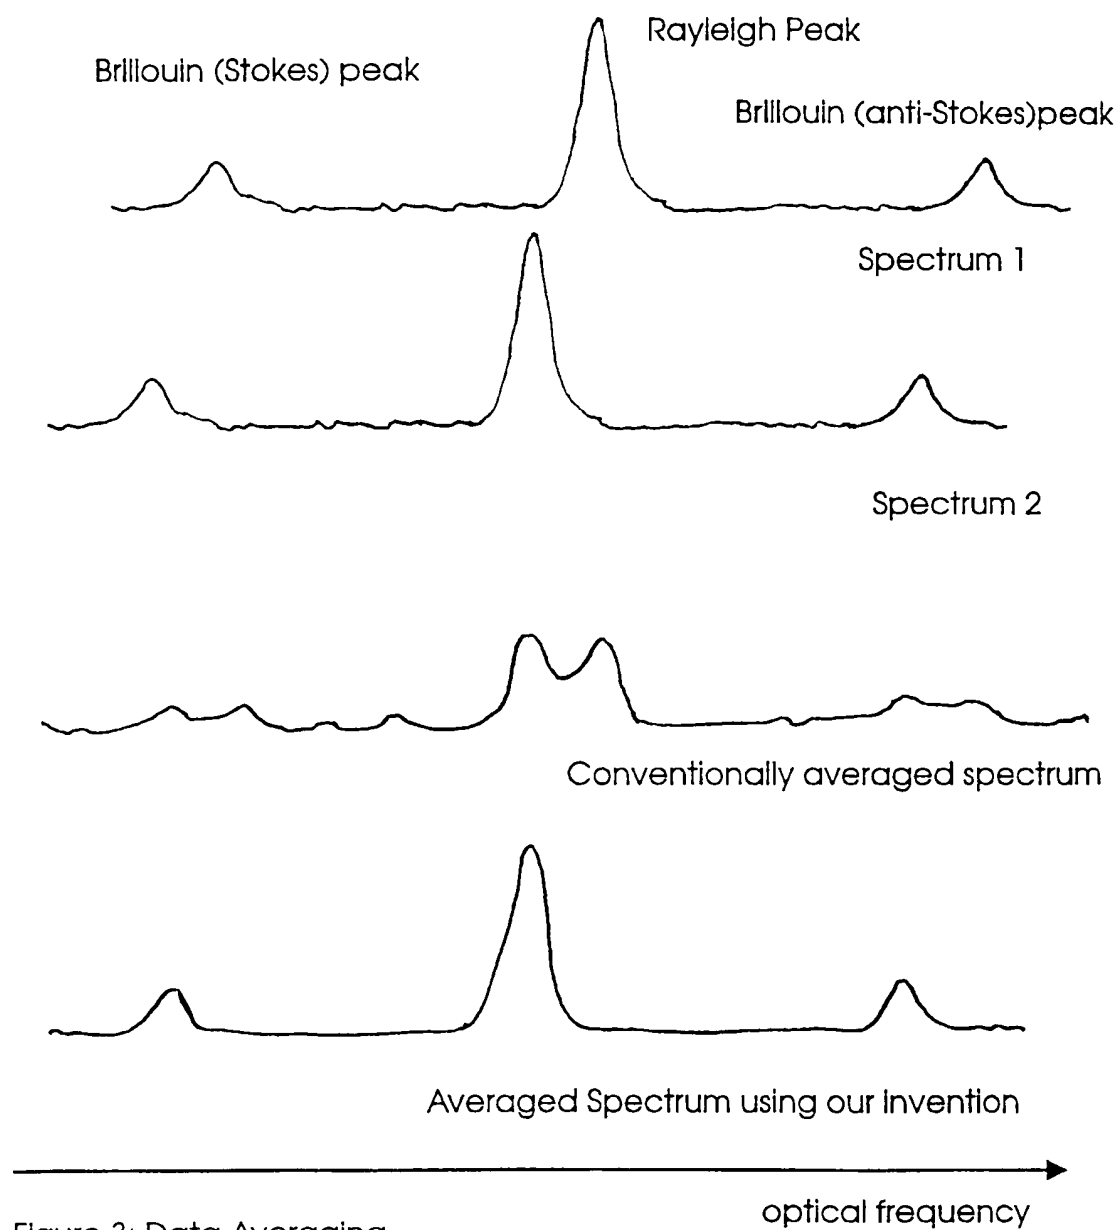 Rayleigh Peak
Brillouin (Stokes) peak
Brillouin (anti-Stokes)peak
Spectrum 1
Spectrum 2
Conventionally averaged spectrum
Averaged Spectrum using our invention
optical frequency
Figure 3: Data Averaging